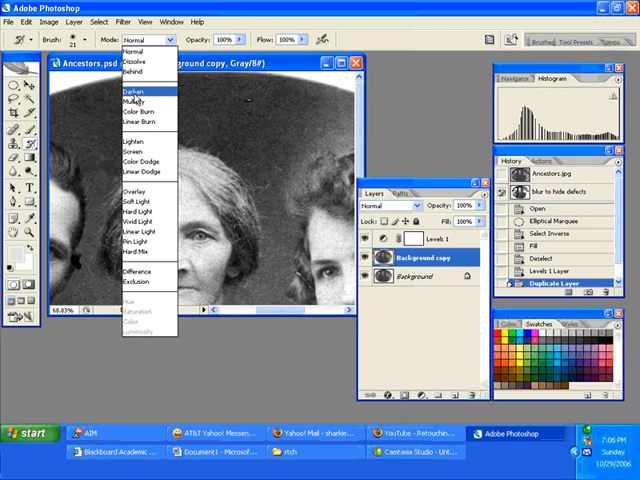 Adobe Photoshop
File Edit Image Layer Select Filter View Window Help
Brush: 21 Mode: Normal Opacity: 100% Flow: 100% Brushes Tool Presets
Ancestors.psd
ground copy, Gray/8#)
Normal
Dissolve
Behind
Darken
Multiply
Color Burn
Linear Burn
Lighten
Screen
Color Dodge
Linear Dodge
Overlay
Soft Light
Hard Light
Vivid Light
Linear Light
Pin Light
Hard Mix
Difference
Exclusion
Hue
Saturation
Color
Luminosity
68.83%
Navigator Histogram
History Actions
Ancestors.jpg
blur to hide defects
Open
Elliptical Marquee
Select Inverse
Fill
Deselect
Levels 1 Layer
Duplicate Layer
Layers Paths
Normal Opacity: 100%
Lock: Fill: 100%
Levels 1
Background copy
Background
Color Swatches Styles
start
AIM
AT&T Yahoo! Messen...
Yahoo! Mail - sharkie...
YouTube - Retouchin...
Adobe Photoshop
Blackboard Academic ...
Document1 - Microsof...
rtch
Camtasia Studio - Unt...
7:06 PM
Sunday
10/29/2006